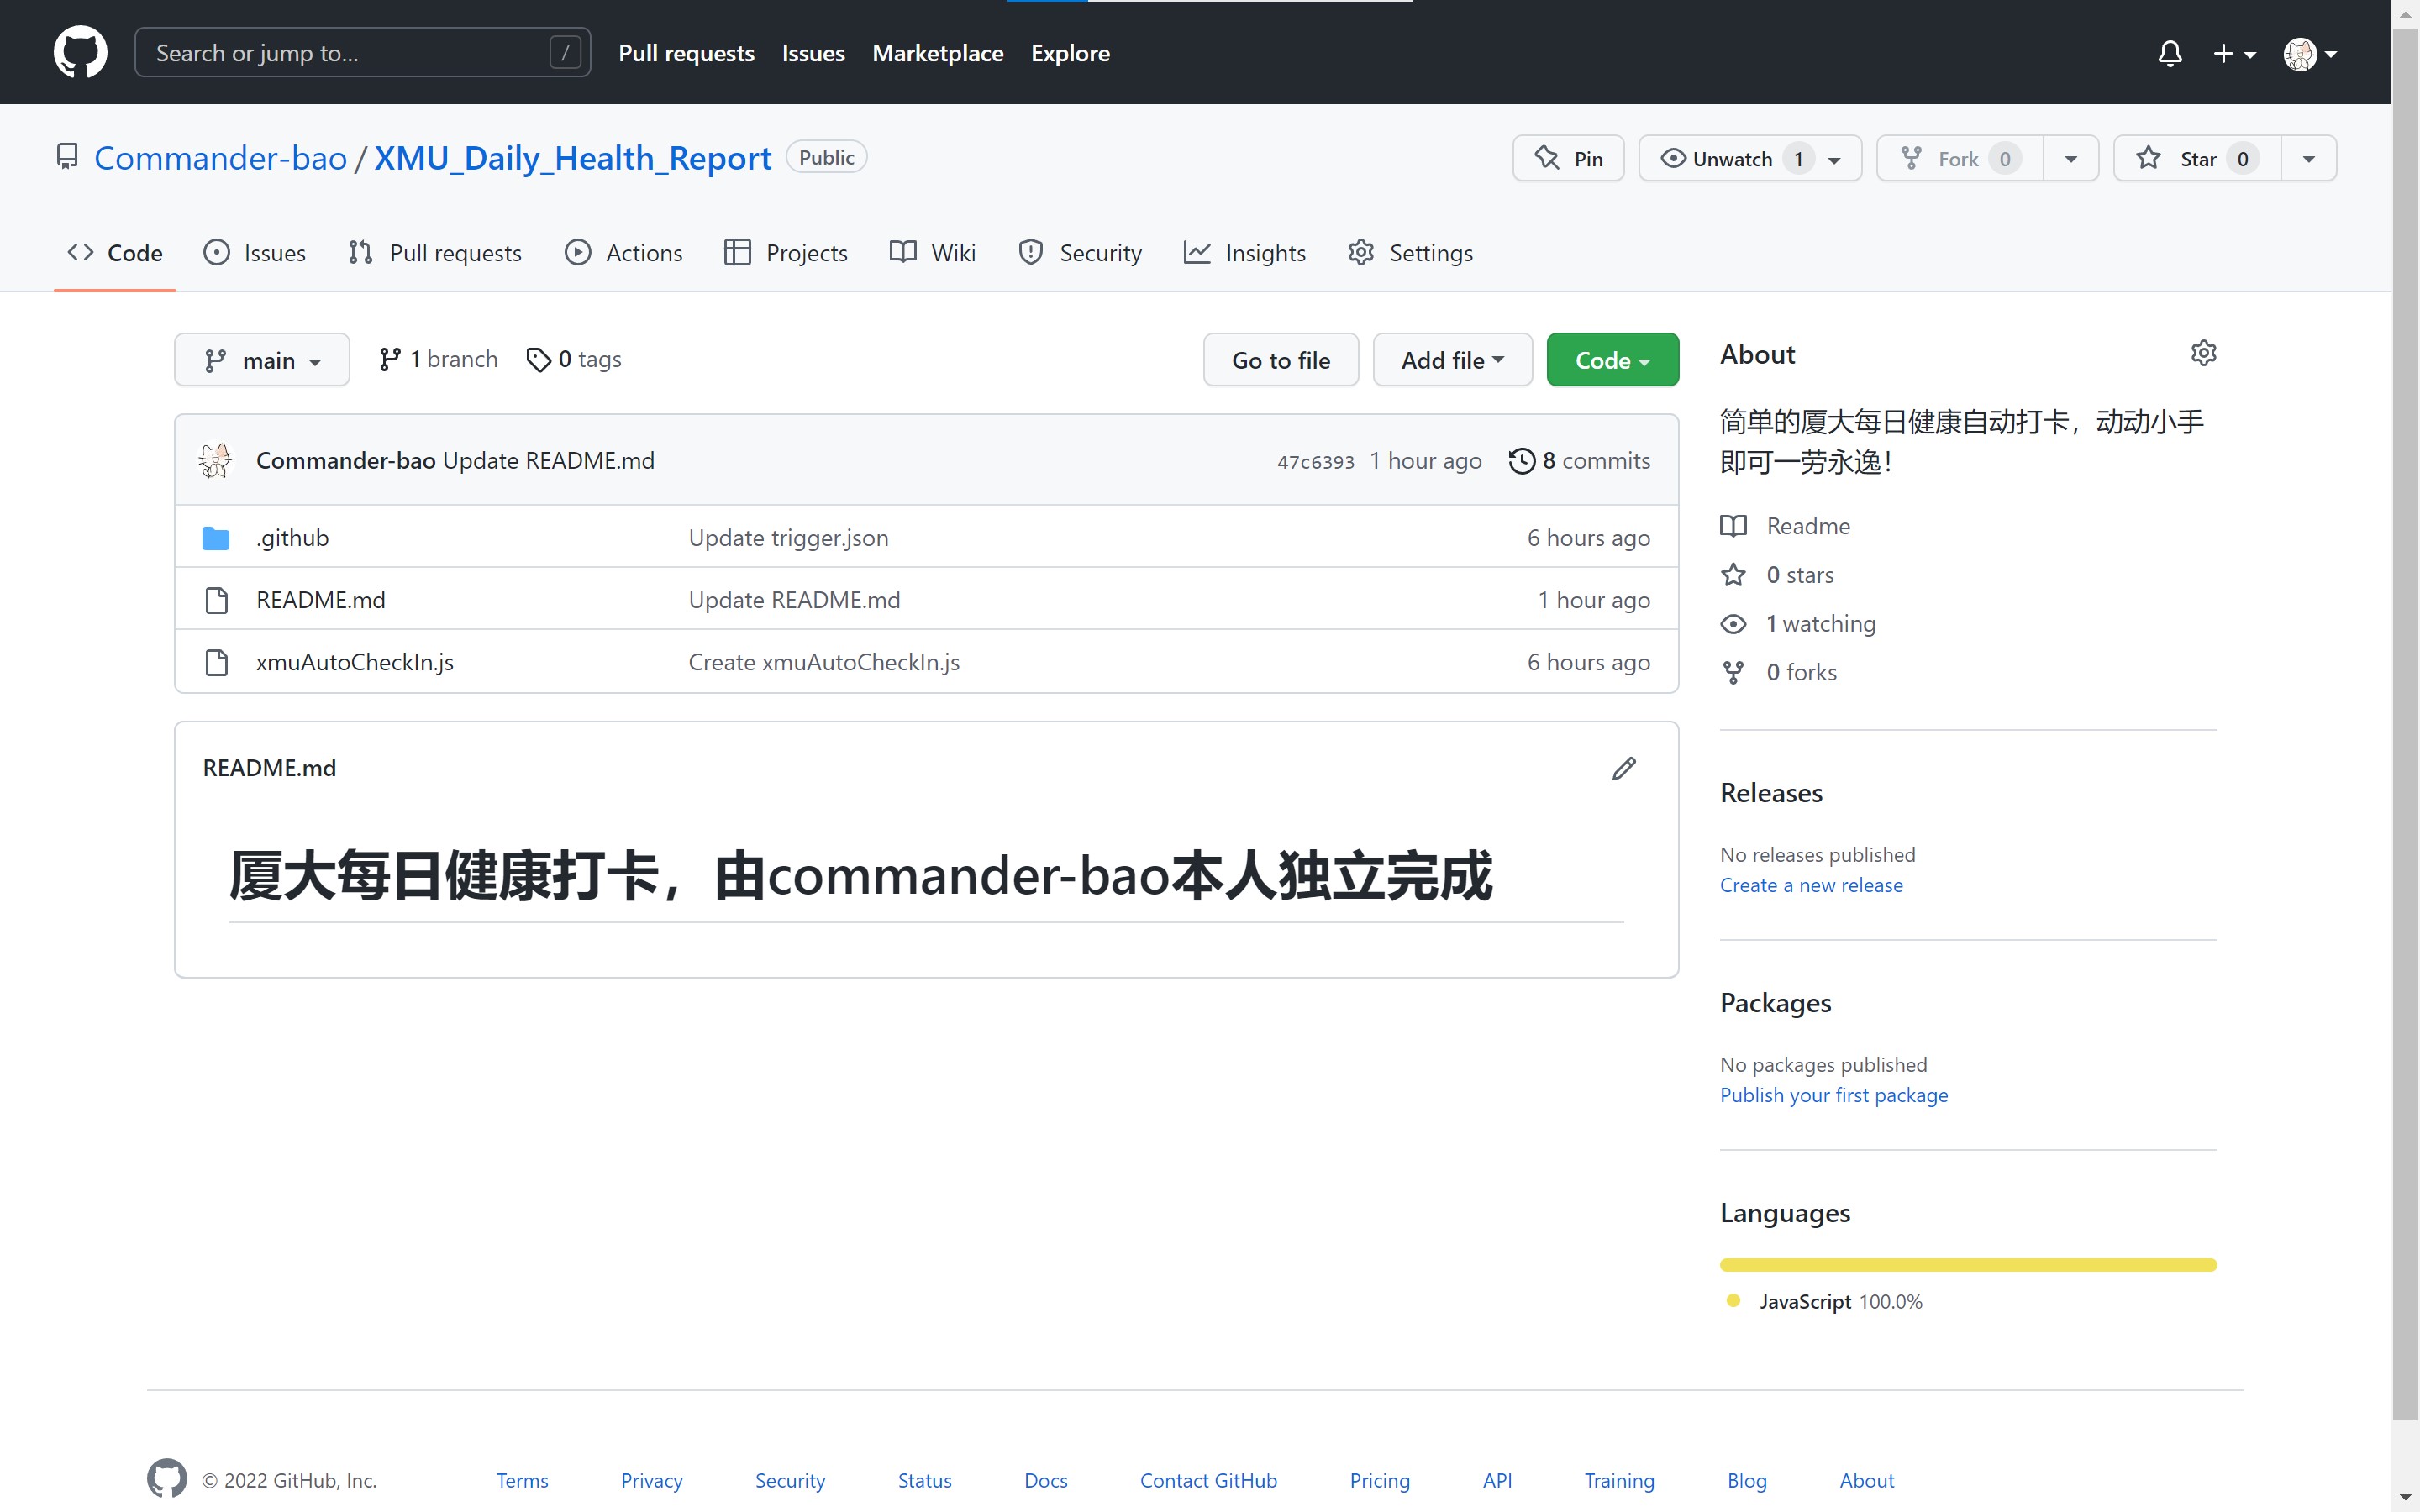 Search or jump to... /
Pull requests Issues Marketplace Explore
Commander-bao / XMU_Daily_Health_Report Public
Pin Unwatch 1 Fork 0 Star 0
Code Issues Pull requests Actions Projects Wiki Security Insights Settings
main 1 branch 0 tags Go to file Add file Code
Commander-bao Update README.md 47c6393 1 hour ago 8 commits
.github Update trigger.json 6 hours ago
README.md Update README.md 1 hour ago
xmuAutoCheckIn.js Create xmuAutoCheckIn.js 6 hours ago
README.md
厦大每日健康打卡，由commander-bao本人独立完成
About
简单的厦大每日健康自动打卡，动动小手
即可一劳永逸！
Readme
0 stars
1 watching
0 forks
Releases
No releases published
Create a new release
Packages
No packages published
Publish your first package
Languages
JavaScript 100.0%
© 2022 GitHub, Inc. Terms Privacy Security Status Docs Contact GitHub Pricing API Training Blog About